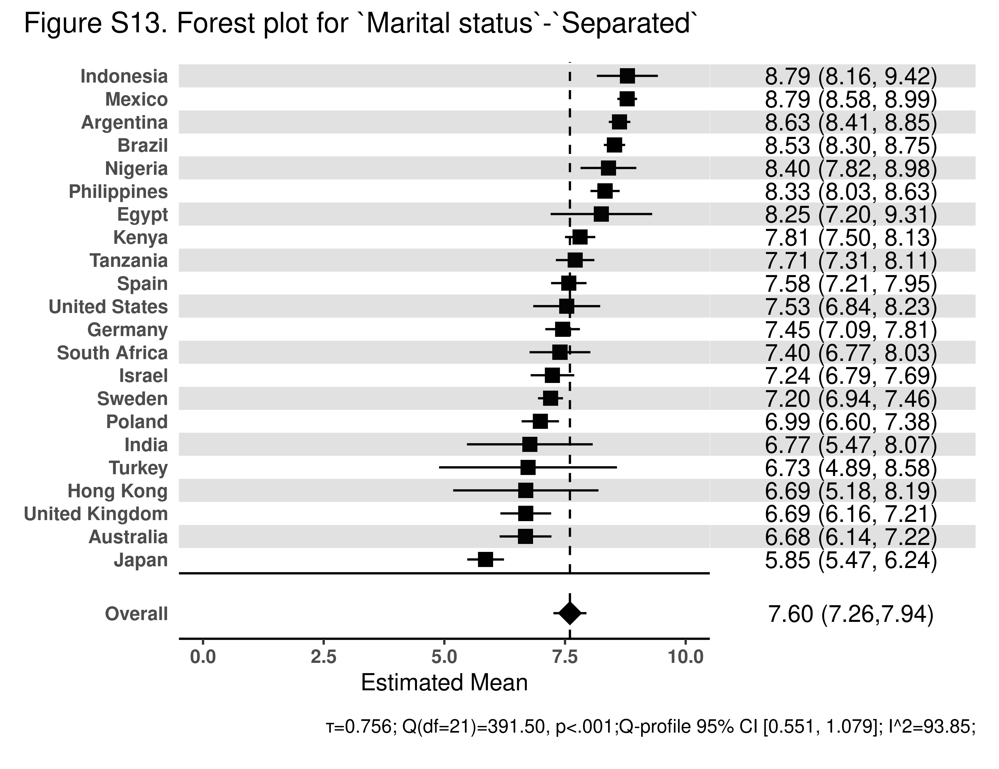 Figure S13. Forest plot for `Marital status`-`Separated`
Indonesia 8.79 (8.16, 9.42)
Mexico 8.79 (8.58, 8.99)
Argentina 8.63 (8.41, 8.85)
Brazil 8.53 (8.30, 8.75)
Nigeria 8.40 (7.82, 8.98)
Philippines 8.33 (8.03, 8.63)
Egypt 8.25 (7.20, 9.31)
Kenya 7.81 (7.50, 8.13)
Tanzania 7.71 (7.31, 8.11)
Spain 7.58 (7.21, 7.95)
United States 7.53 (6.84, 8.23)
Germany 7.45 (7.09, 7.81)
South Africa 7.40 (6.77, 8.03)
Israel 7.24 (6.79, 7.69)
Sweden 7.20 (6.94, 7.46)
Poland 6.99 (6.60, 7.38)
India 6.77 (5.47, 8.07)
Turkey 6.73 (4.89, 8.58)
Hong Kong 6.69 (5.18, 8.19)
United Kingdom 6.69 (6.16, 7.21)
Australia 6.68 (6.14, 7.22)
Japan 5.85 (5.47, 6.24)
Overall 7.60 (7.26,7.94)
0.0 2.5 5.0 7.5 10.0
Estimated Mean
τ=0.756; Q(df=21)=391.50, p<.001;Q-profile 95% CI [0.551, 1.079]; I^2=93.85;